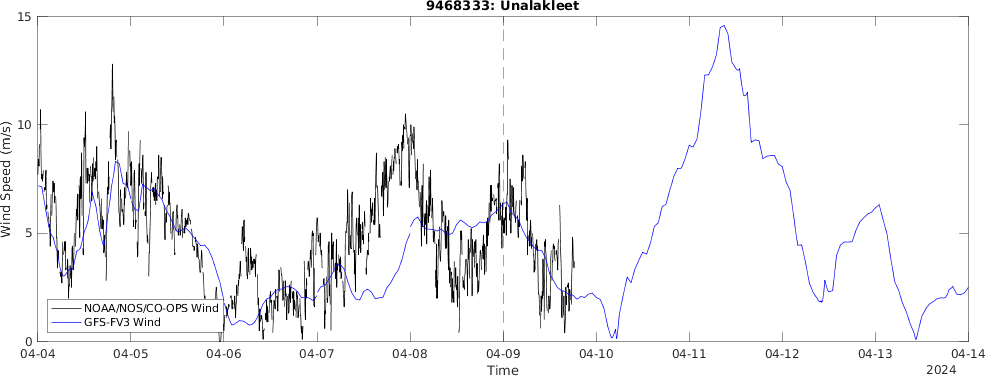 9468333: Unalakleet
15
10
5
0
Wind Speed (m/s)
NOAA/NOS/CO-OPS Wind
GFS-FV3 Wind
04-04 04-05 04-06 04-07 04-08 04-09 04-10 04-11 04-12 04-13 04-14
Time
2024